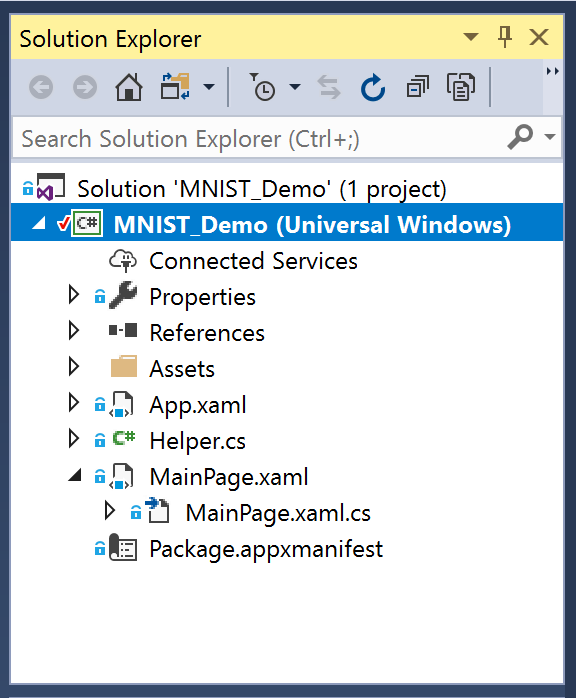 Solution Explorer
Search Solution Explorer (Ctrl+;)
Solution 'MNIST_Demo' (1 project)
C# MNIST_Demo (Universal Windows)
Connected Services
Properties
References
Assets
App.xaml
C# Helper.cs
MainPage.xaml
MainPage.xaml.cs
Package.appxmanifest